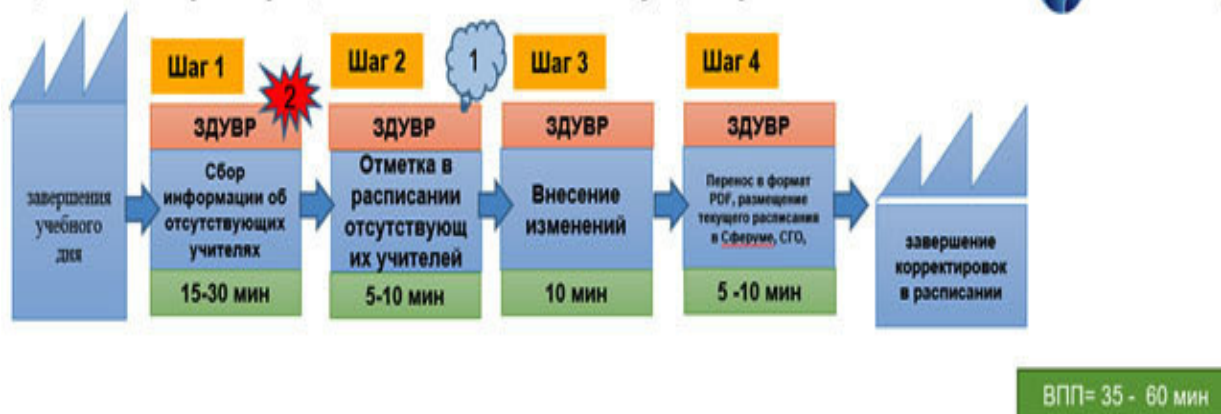 Шаг 1
Шаг 2
1
Шаг 3
Шаг 4
2
ЗДУВР
ЗДУВР
ЗДУВР
ЗДУВР
завершения
учебного
дня
Сбор
информации об
отсутствующих
учителях
Отметка в
расписании
отсутствующ
их учителей
Внесение
изменений
Перенос в формат
PDF, размещение
текущего расписания
в Сферуме, СГО,
завершение
корректировок
в расписании
15-30 мин
5-10 мин
10 мин
5 -10 мин
ВПП= 35 - 60 мин